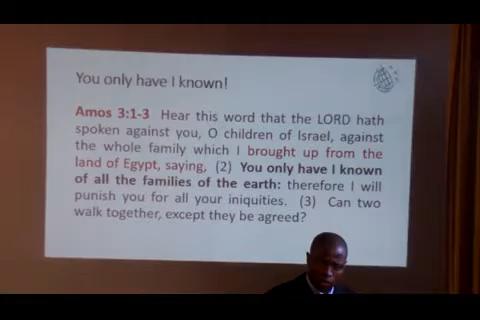 You only have I known!
Amos 3:1-3 Hear this word that the LORD hath
spoken against you, O children of Israel, against
the whole family which I brought up from the
land of Egypt, saying, (2) You only have I known
of all the families of the earth: therefore I will
punish you for all your iniquities. (3) Can two
walk together, except they be agreed?